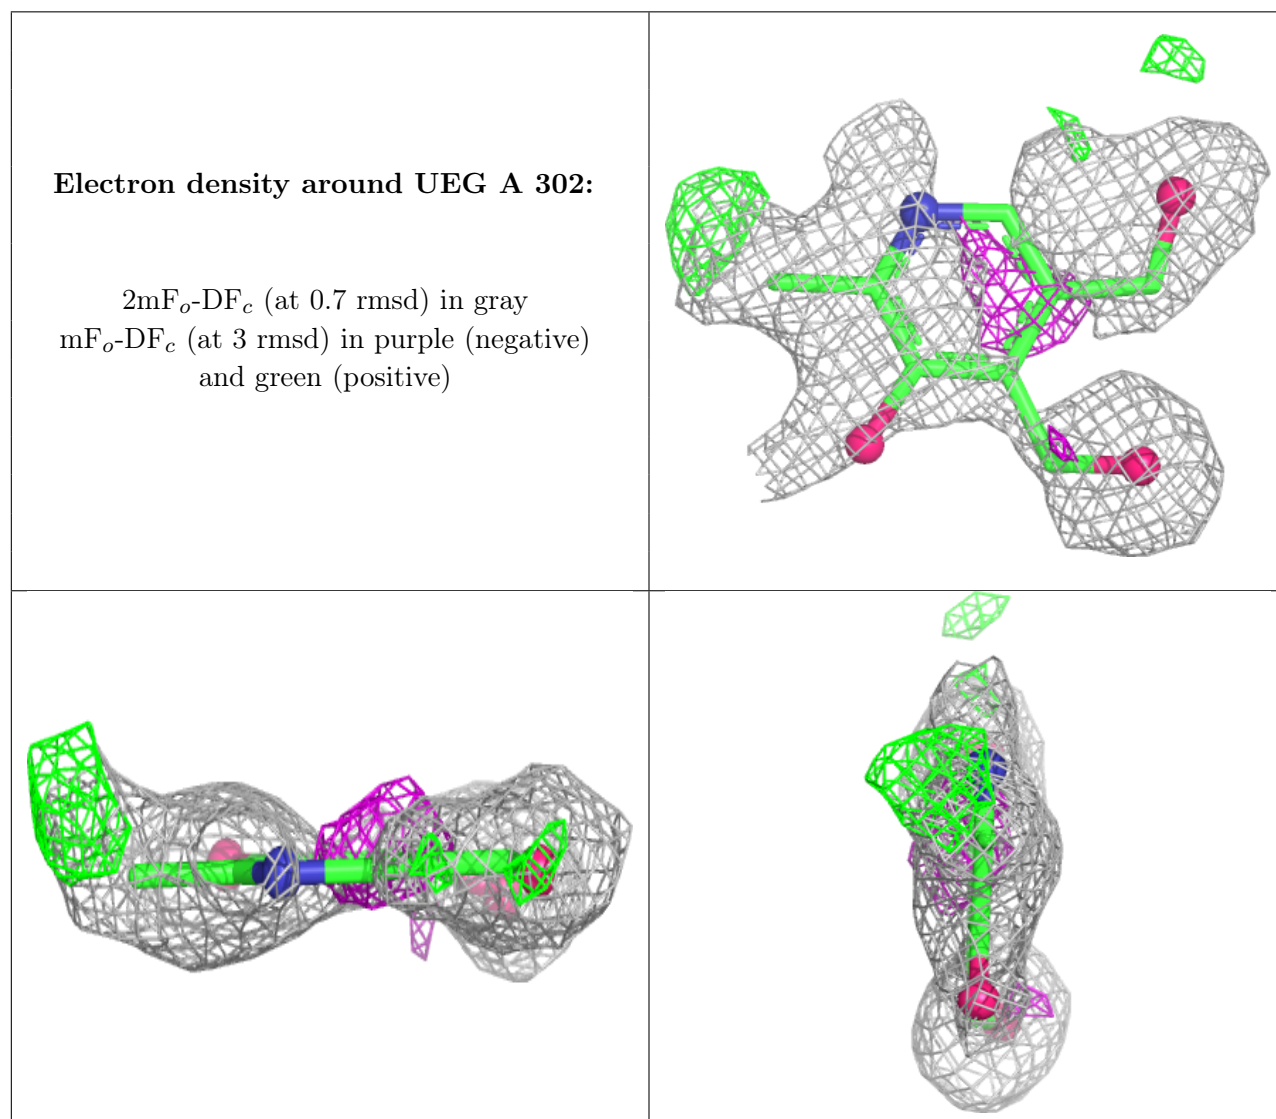 Electron density around UEG A 302:
2mFₒ-DF𝒸 (at 0.7 rmsd) in gray
mFₒ-DF𝒸 (at 3 rmsd) in purple (negative)
and green (positive)